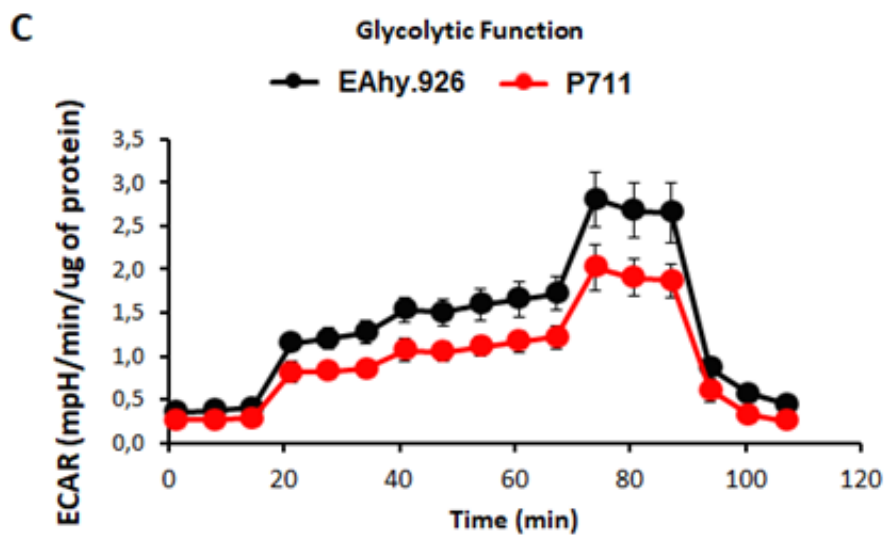 C
Glycolytic Function
EAhy.926 P711
ECAR (mpH/min/ug of protein)
3,5
3,0
2,5
2,0
1,5
1,0
0,5
0,0
0 20 40 60 80 100 120
Time (min)